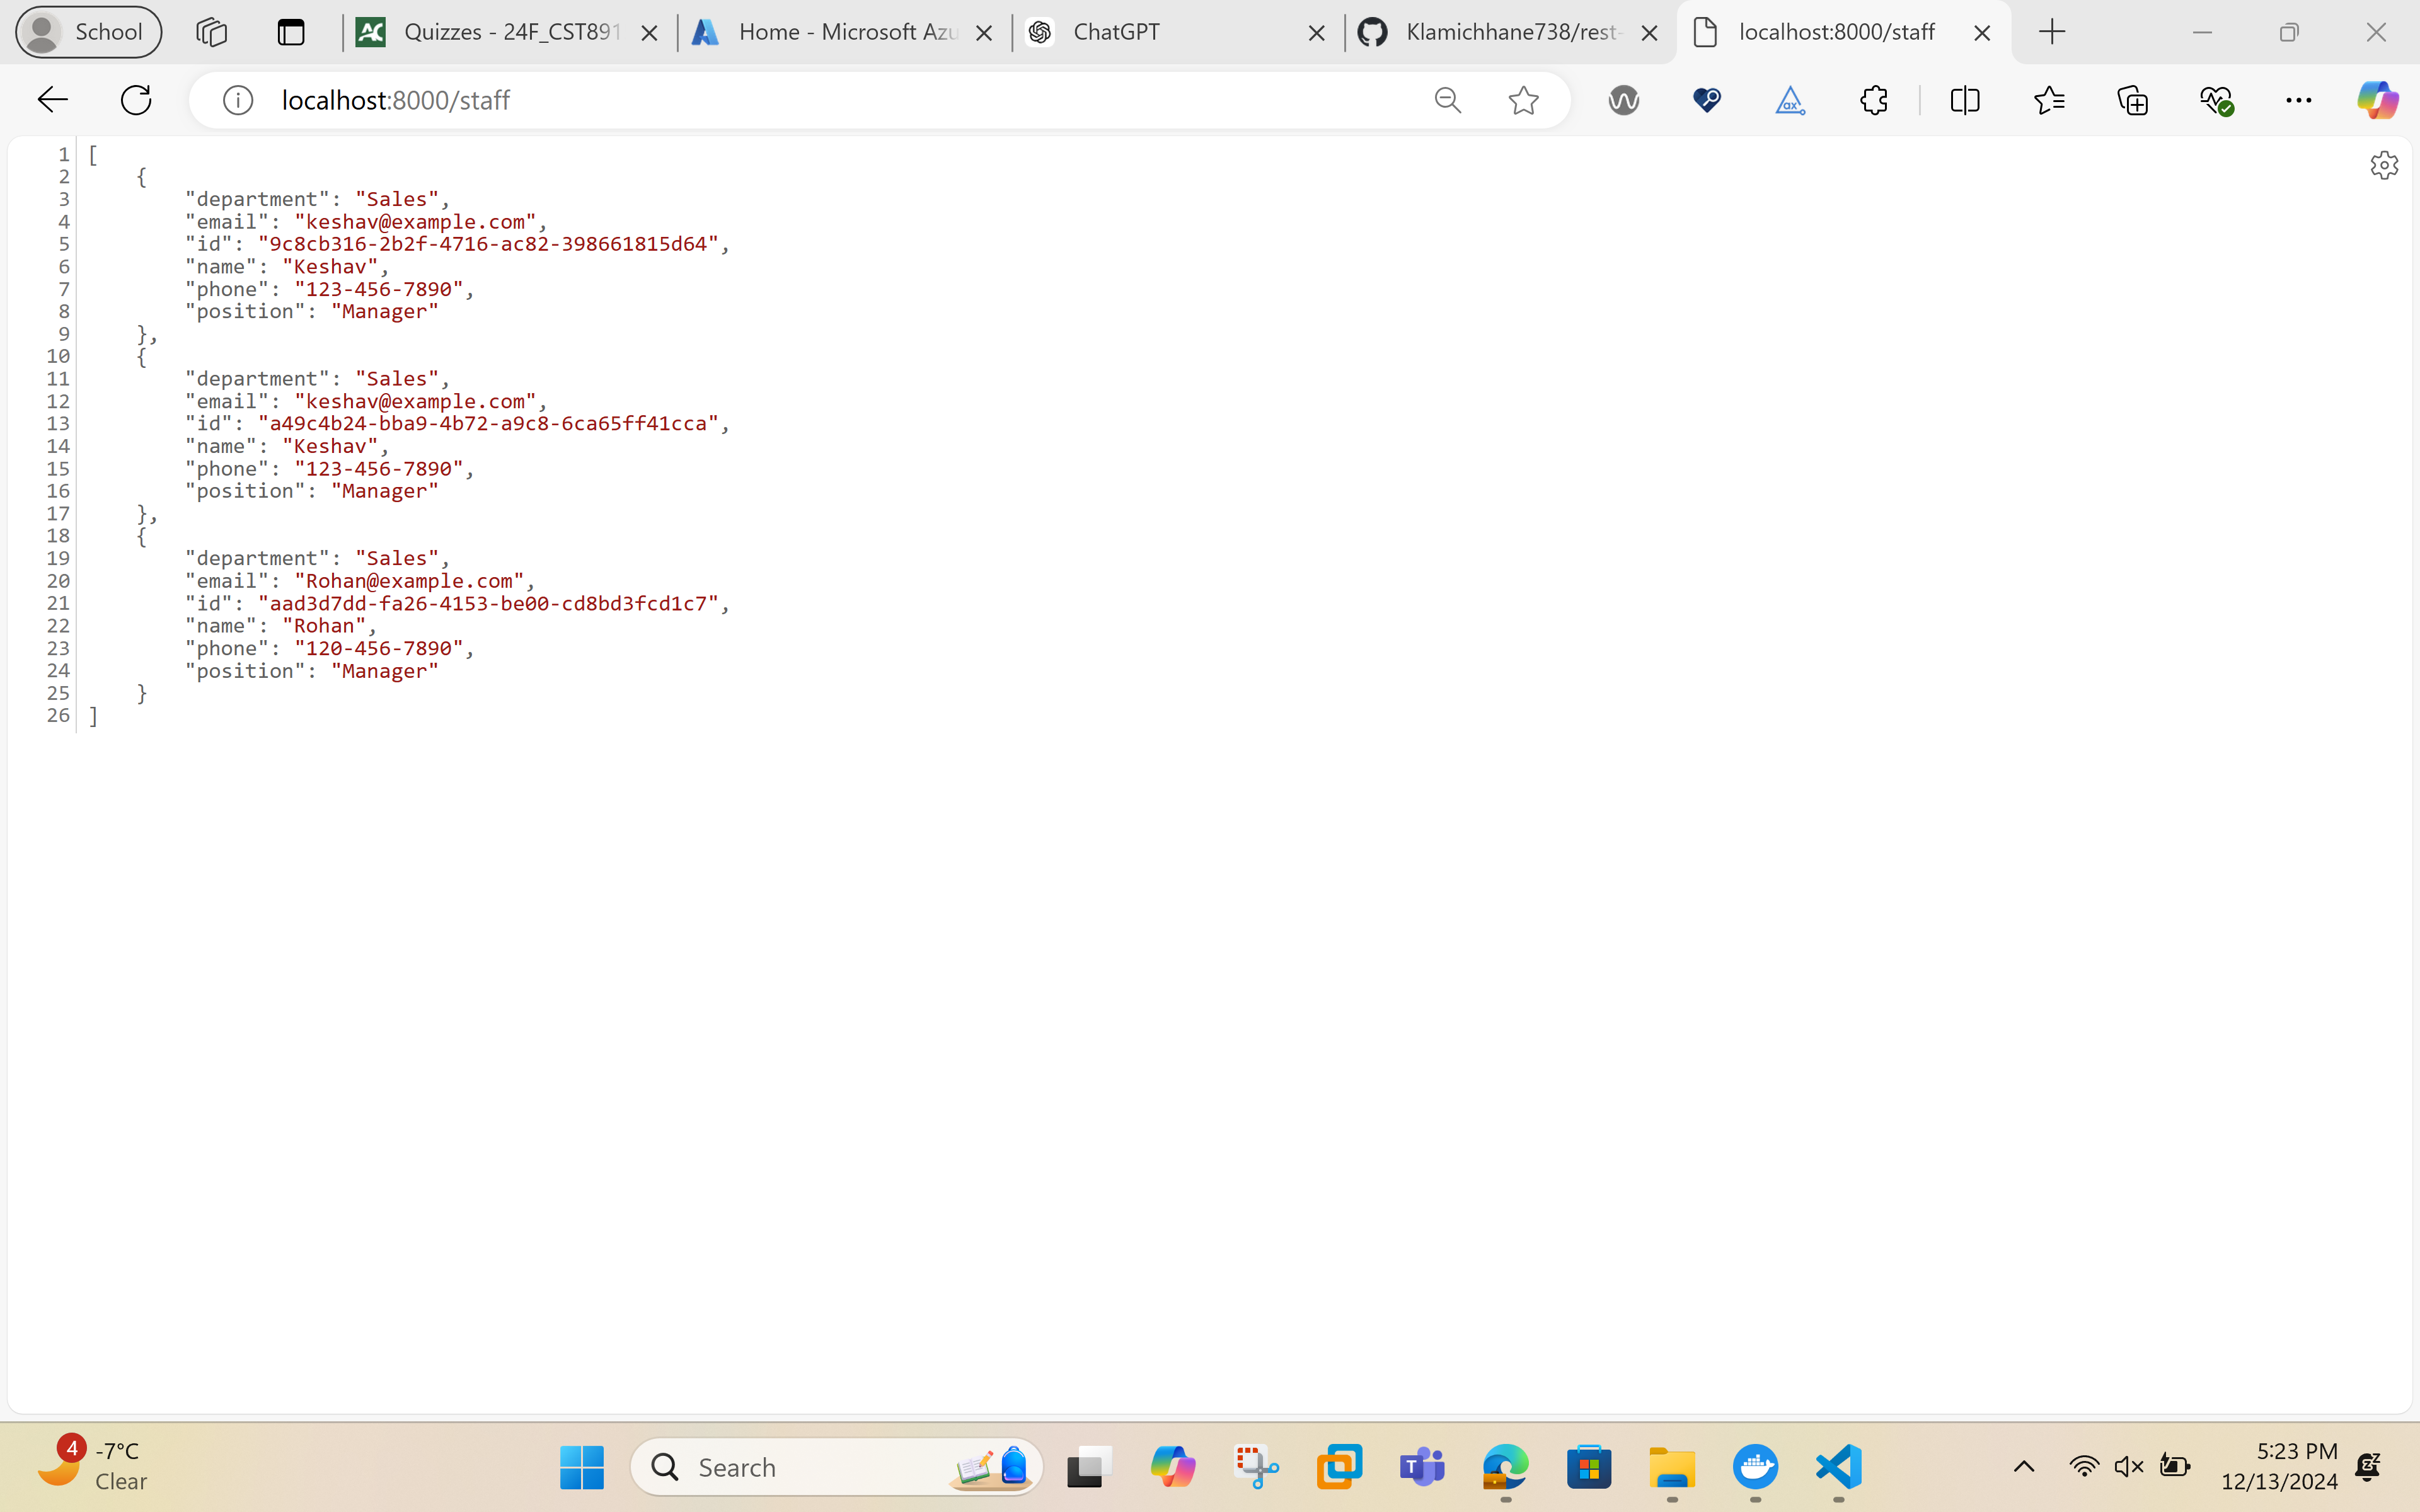 School
Quizzes - 24F_CST891
Home - Microsoft Azu
ChatGPT
Klamichhane738/rest-
localhost:8000/staff
localhost:8000/staff
1 [
2 {
3 "department": "Sales",
4 "email": "keshav@example.com",
5 "id": "9c8cb316-2b2f-4716-ac82-398661815d64",
6 "name": "Keshav",
7 "phone": "123-456-7890",
8 "position": "Manager"
9 },
10 {
11 "department": "Sales",
12 "email": "keshav@example.com",
13 "id": "a49c4b24-bba9-4b72-a9c8-6ca65ff41cca",
14 "name": "Keshav",
15 "phone": "123-456-7890",
16 "position": "Manager"
17 },
18 {
19 "department": "Sales",
20 "email": "Rohan@example.com",
21 "id": "aad3d7dd-fa26-4153-be00-cd8bd3fcd1c7",
22 "name": "Rohan",
23 "phone": "120-456-7890",
24 "position": "Manager"
25 }
26 ]
4
-7°C
Clear
Search
5:23 PM
12/13/2024